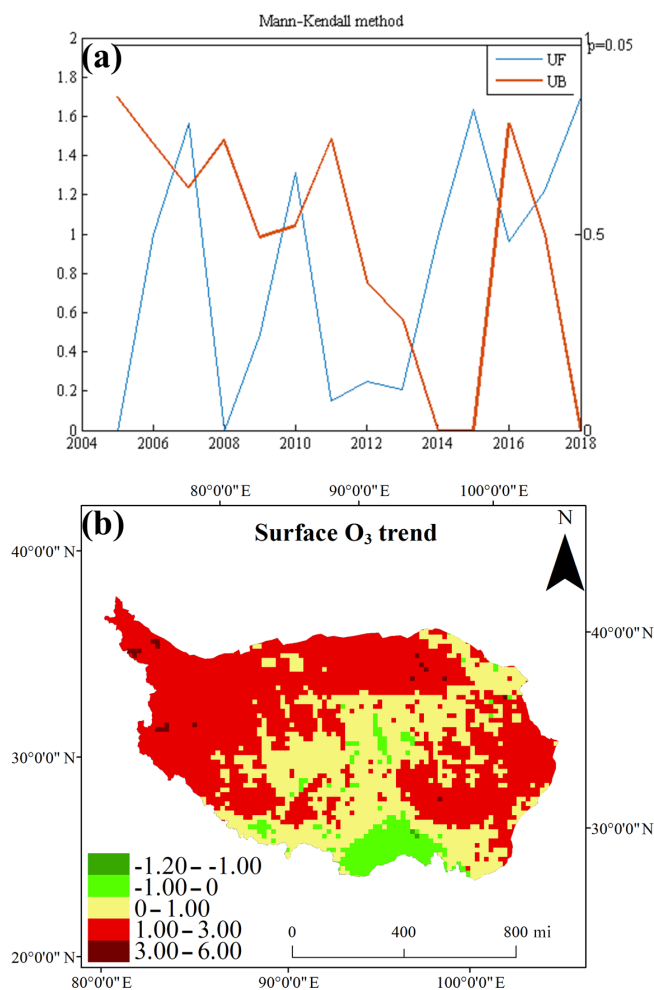 Mann-Kendall method
(a)
2
1.8
1.6
1.4
1.2
1
0.8
0.6
0.4
0.2
0
1
p=0.05
0.5
0
UF
UB
2004 2006 2008 2010 2012 2014 2016 2018
80°0'0"E 90°0'0"E 100°0'0"E
(b)
Surface O₃ trend
N
40°0'0" N
30°0'0" N
20°0'0" N
40°0'0" N
30°0'0" N
-1.20 – -1.00
-1.00 – 0
0 – 1.00
1.00 – 3.00
3.00 – 6.00
0 400 800 mi
80°0'0"E 90°0'0"E 100°0'0"E